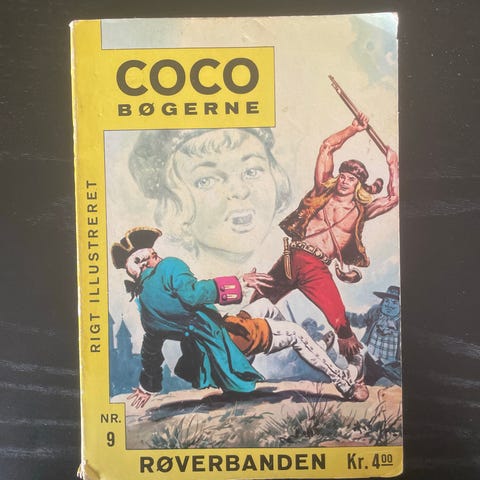 COCO
BØGERNE
RIGT ILLUSTRERET
NR.
9
RØVERBANDEN
Kr. 4.00